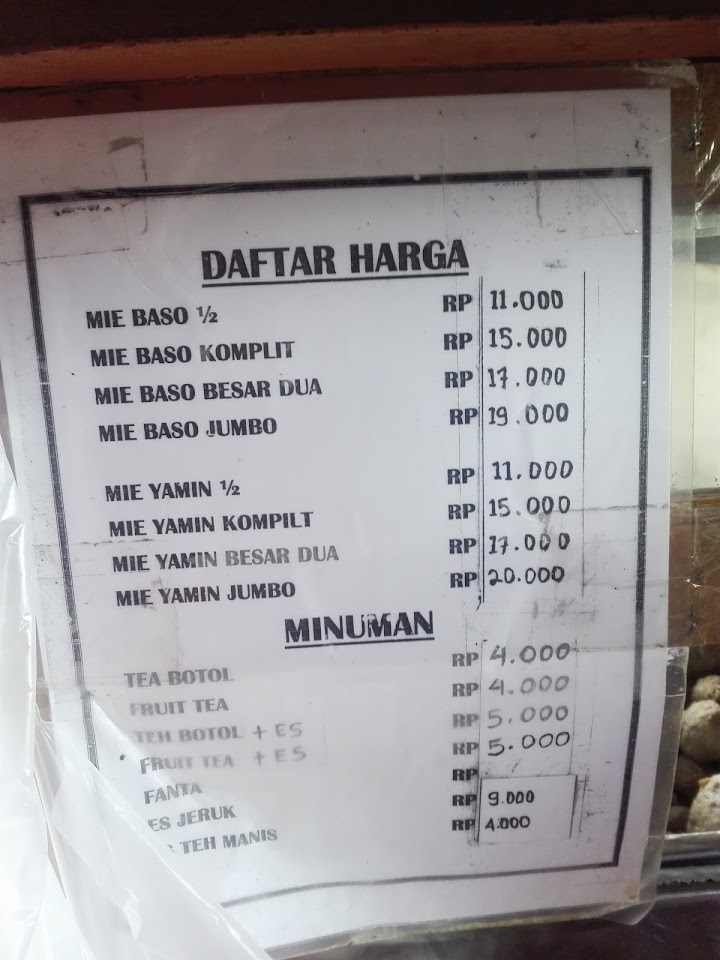 DAFTAR HARGA
MIE BASO ½ RP 11.000
MIE BASO KOMPLIT RP 15.000
MIE BASO BESAR DUA RP 17.000
MIE BASO JUMBO RP 19.000
MIE YAMIN ½ RP 11.000
MIE YAMIN KOMPILT RP 15.000
MIE YAMIN BESAR DUA RP 17.000
MIE YAMIN JUMBO RP 20.000
MINUMAN
TEA BOTOL RP 4.000
FRUIT TEA RP 4.000
TEH BOTOL + ES RP 5.000
FRUIT TEA + ES RP 5.000
FANTA RP
ES JERUK RP 9.000
TEH MANIS RP 4.000